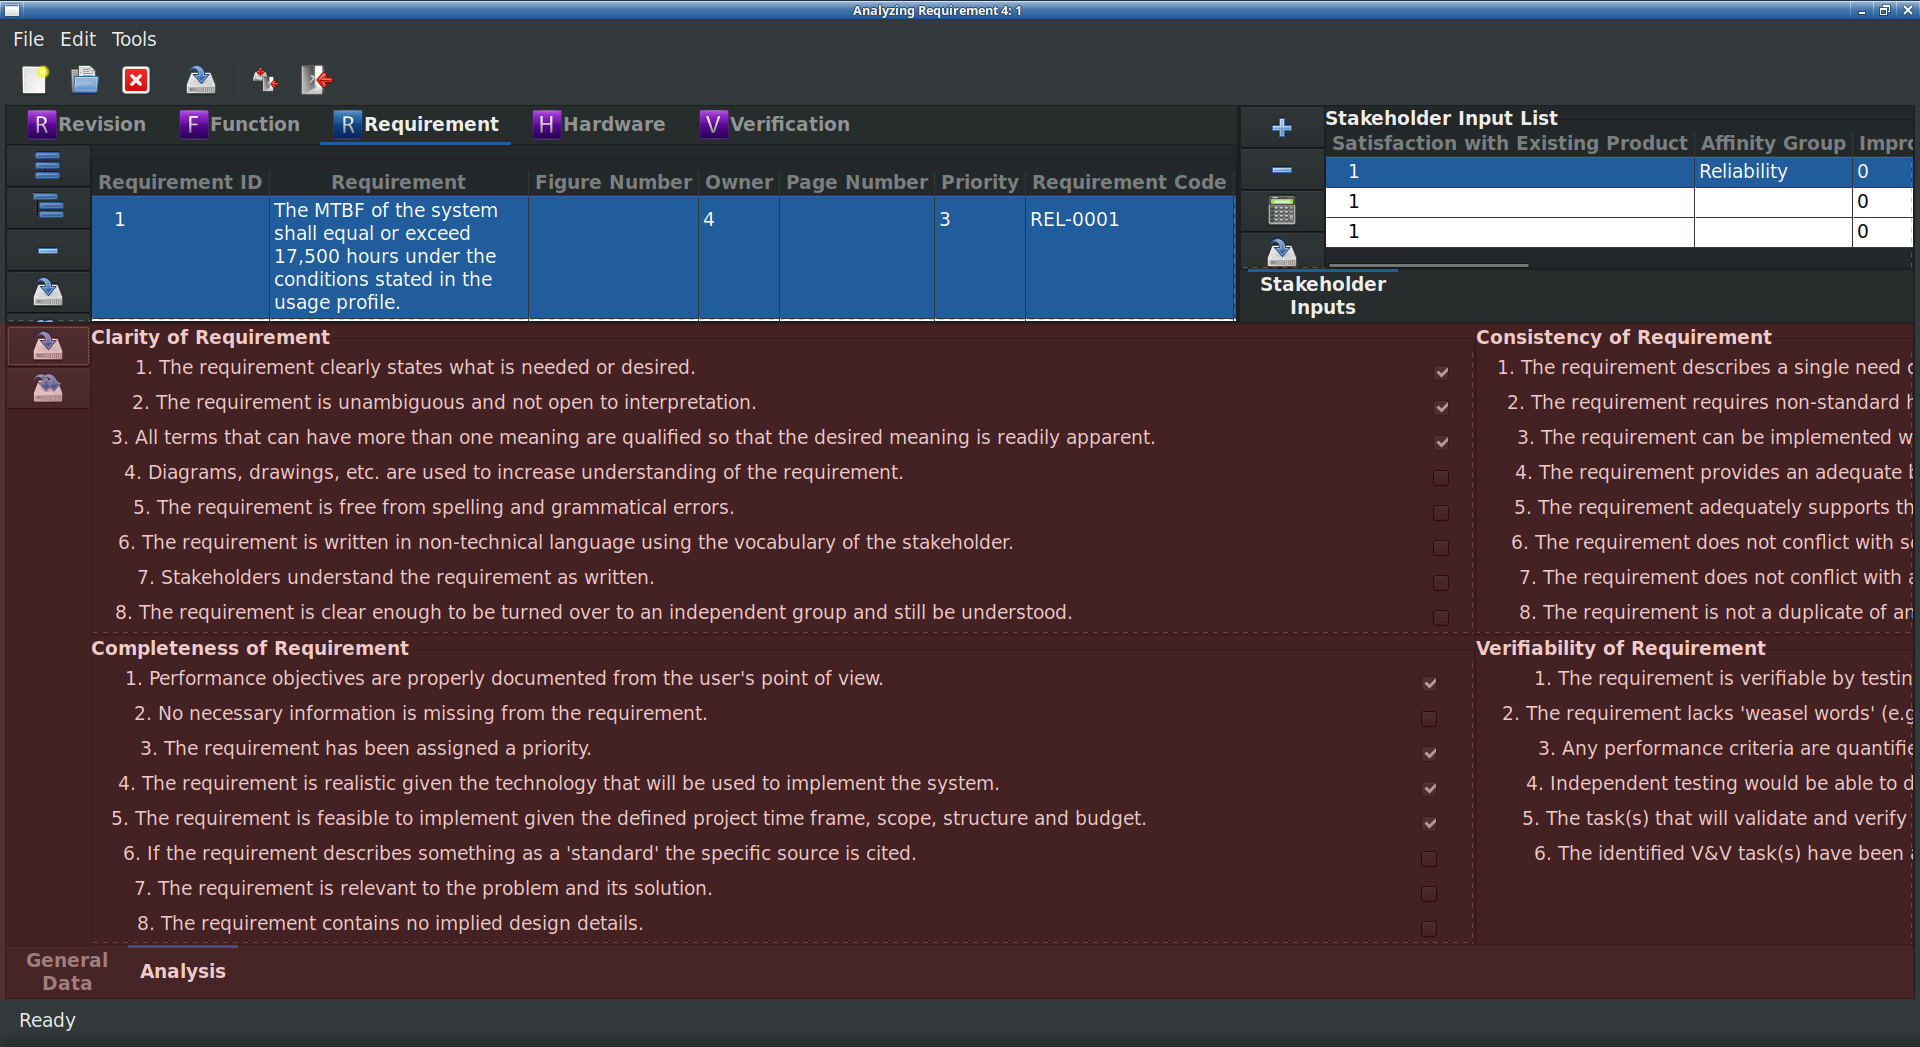 Analyzing Requirement 4: 1
File Edit Tools
R Revision F Function R Requirement H Hardware V Verification
Requirement ID Requirement Figure Number Owner Page Number Priority Requirement Code
1 The MTBF of the system 4 3 REL-0001
shall equal or exceed
17,500 hours under the
conditions stated in the
usage profile.
Stakeholder Input List
Satisfaction with Existing Product Affinity Group Impro
1 Reliability 0
1 0
1 0
Stakeholder
Inputs
Clarity of Requirement
1. The requirement clearly states what is needed or desired.
2. The requirement is unambiguous and not open to interpretation.
3. All terms that can have more than one meaning are qualified so that the desired meaning is readily apparent.
4. Diagrams, drawings, etc. are used to increase understanding of the requirement.
5. The requirement is free from spelling and grammatical errors.
6. The requirement is written in non-technical language using the vocabulary of the stakeholder.
7. Stakeholders understand the requirement as written.
8. The requirement is clear enough to be turned over to an independent group and still be understood.
Consistency of Requirement
1. The requirement describes a single need
2. The requirement requires non-standard
3. The requirement can be implemented
4. The requirement provides an adequate
5. The requirement adequately supports
6. The requirement does not conflict with
7. The requirement does not conflict with
8. The requirement is not a duplicate of
Completeness of Requirement
1. Performance objectives are properly documented from the user's point of view.
2. No necessary information is missing from the requirement.
3. The requirement has been assigned a priority.
4. The requirement is realistic given the technology that will be used to implement the system.
5. The requirement is feasible to implement given the defined project time frame, scope, structure and budget.
6. If the requirement describes something as a 'standard' the specific source is cited.
7. The requirement is relevant to the problem and its solution.
8. The requirement contains no implied design details.
Verifiability of Requirement
1. The requirement is verifiable by testin
2. The requirement lacks 'weasel words' (e.g
3. Any performance criteria are quantifie
4. Independent testing would be able to
5. The task(s) that will validate and verify
6. The identified V&V task(s) have been
General
Data
Analysis
Ready